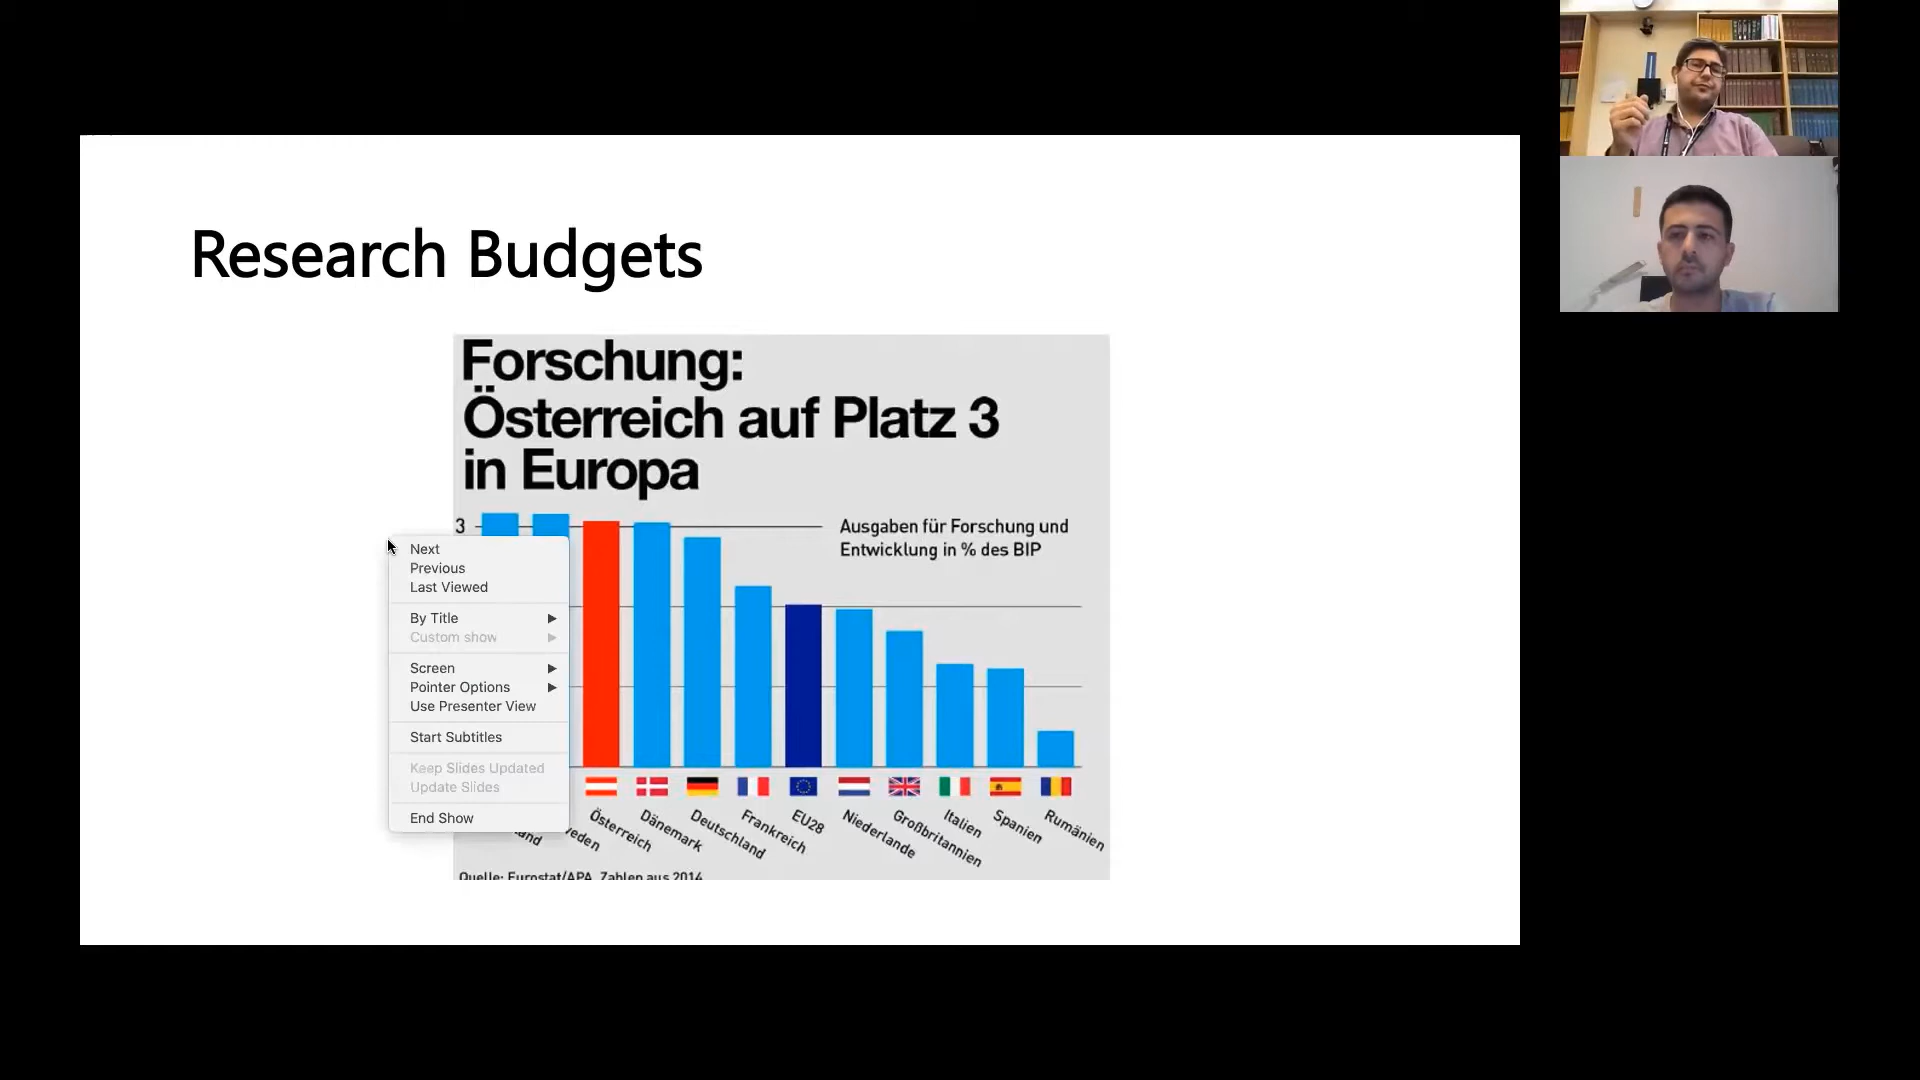 Research Budgets
Forschung:
Österreich auf Platz 3
in Europa
3
Ausgaben für Forschung und
Entwicklung in % des BIP
Next
Previous
Last Viewed
By Title
Custom show
Screen
Pointer Options
Use Presenter View
Start Subtitles
Keep Slides Updated
Update Slides
End Show
Österreich
Dänemark
Deutschland
Frankreich
EU28
Niederlande
Großbritannien
Italien
Spanien
Rumänien
Quelle: Eurostat/APA, Zahlen aus 2014